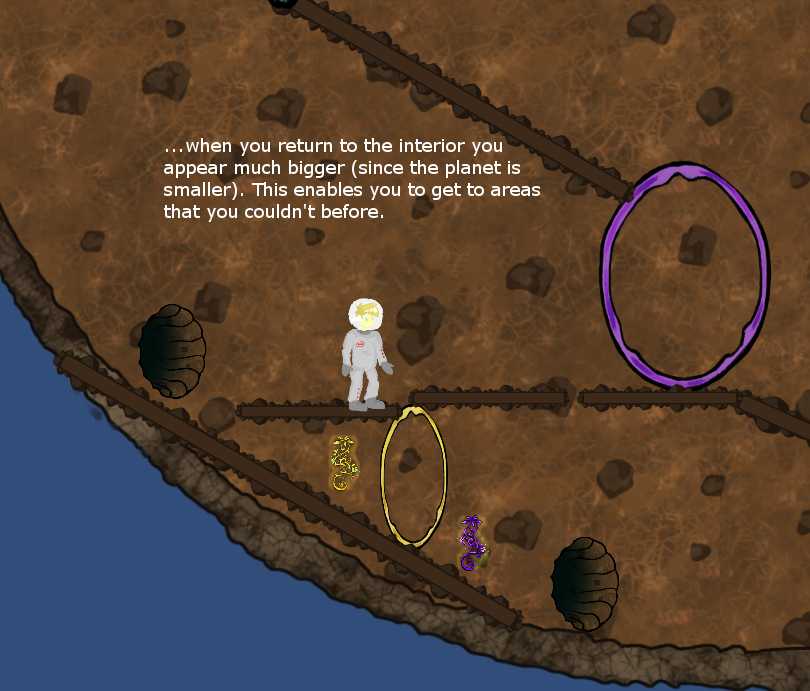 ...when you return to the interior you
appear much bigger (since the planet is
smaller). This enables you to get to areas
that you couldn't before.